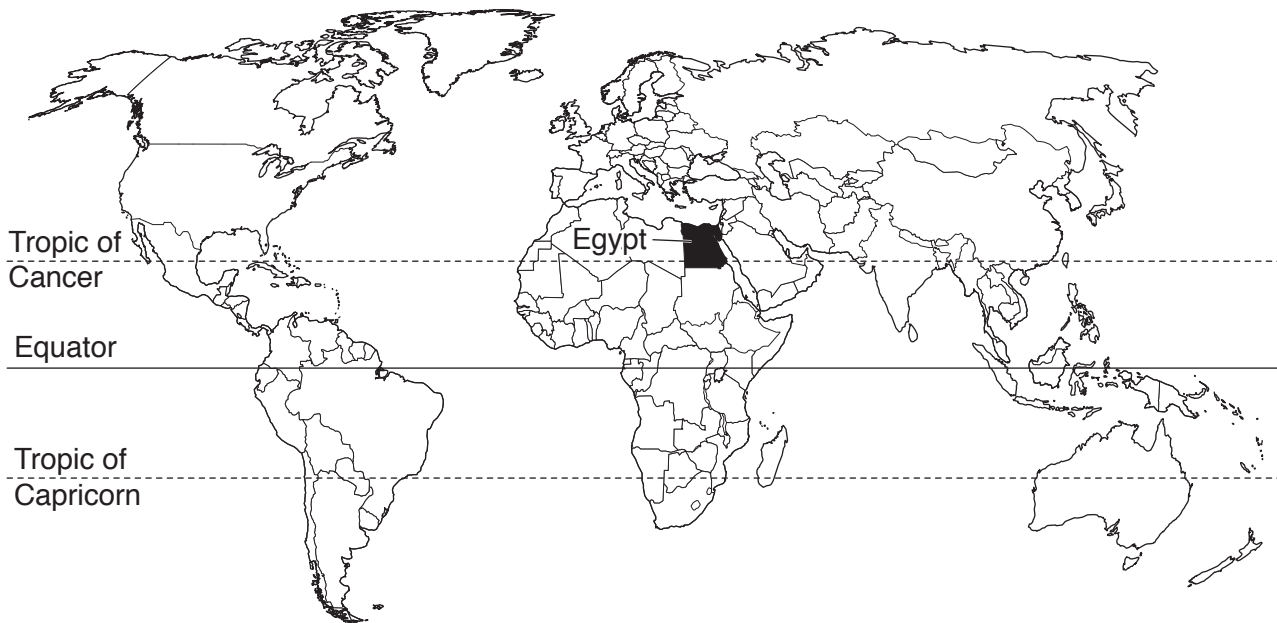 Egypt
Tropic of
Cancer
Equator
Tropic of
Capricorn